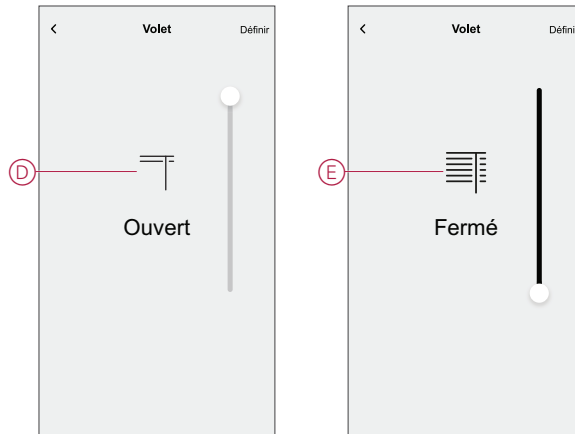 Volet
Définir
D
Ouvert
Volet
Défini
E
Fermé